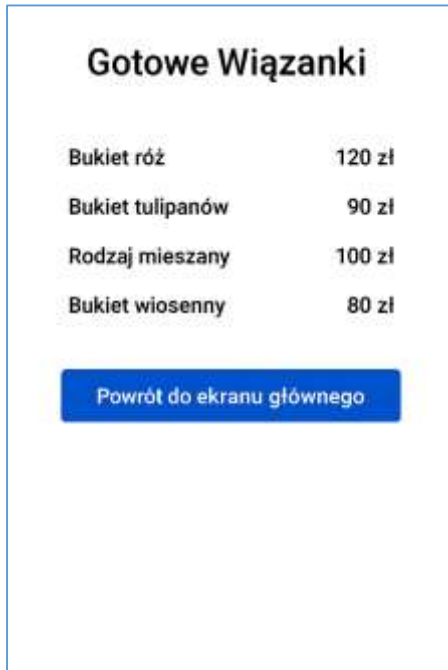 Gotowe Wiązanki
Bukiet róż 120 zł
Bukiet tulipanów 90 zł
Rodzaj mieszany 100 zł
Bukiet wiosenny 80 zł
Powrót do ekranu głównego